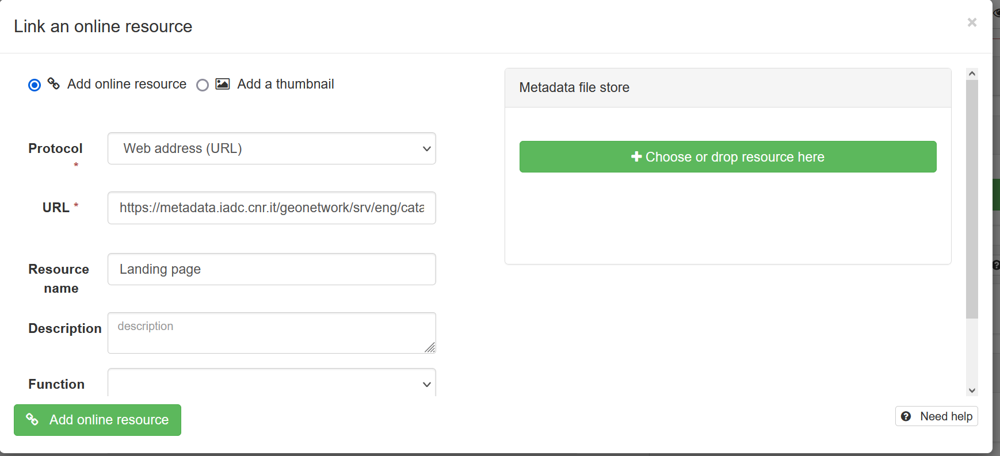 Link an online resource
×
Add online resource
Add a thumbnail
Protocol
*
Web address (URL)
URL *
https://metadata.iadc.cnr.it/geonetwork/srv/eng/cata
Resource
name
Landing page
Description
description
Function
Add online resource
Metadata file store
Choose or drop resource here
Need help